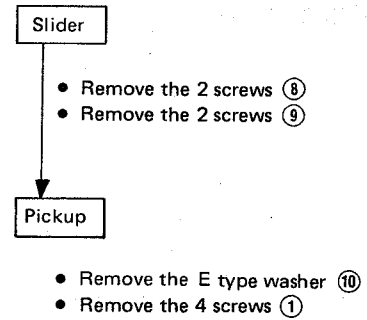 Slider
• Remove the 2 screws ⑧
• Remove the 2 screws ⑨
Pickup
• Remove the E type washer ⑩
• Remove the 4 screws ①